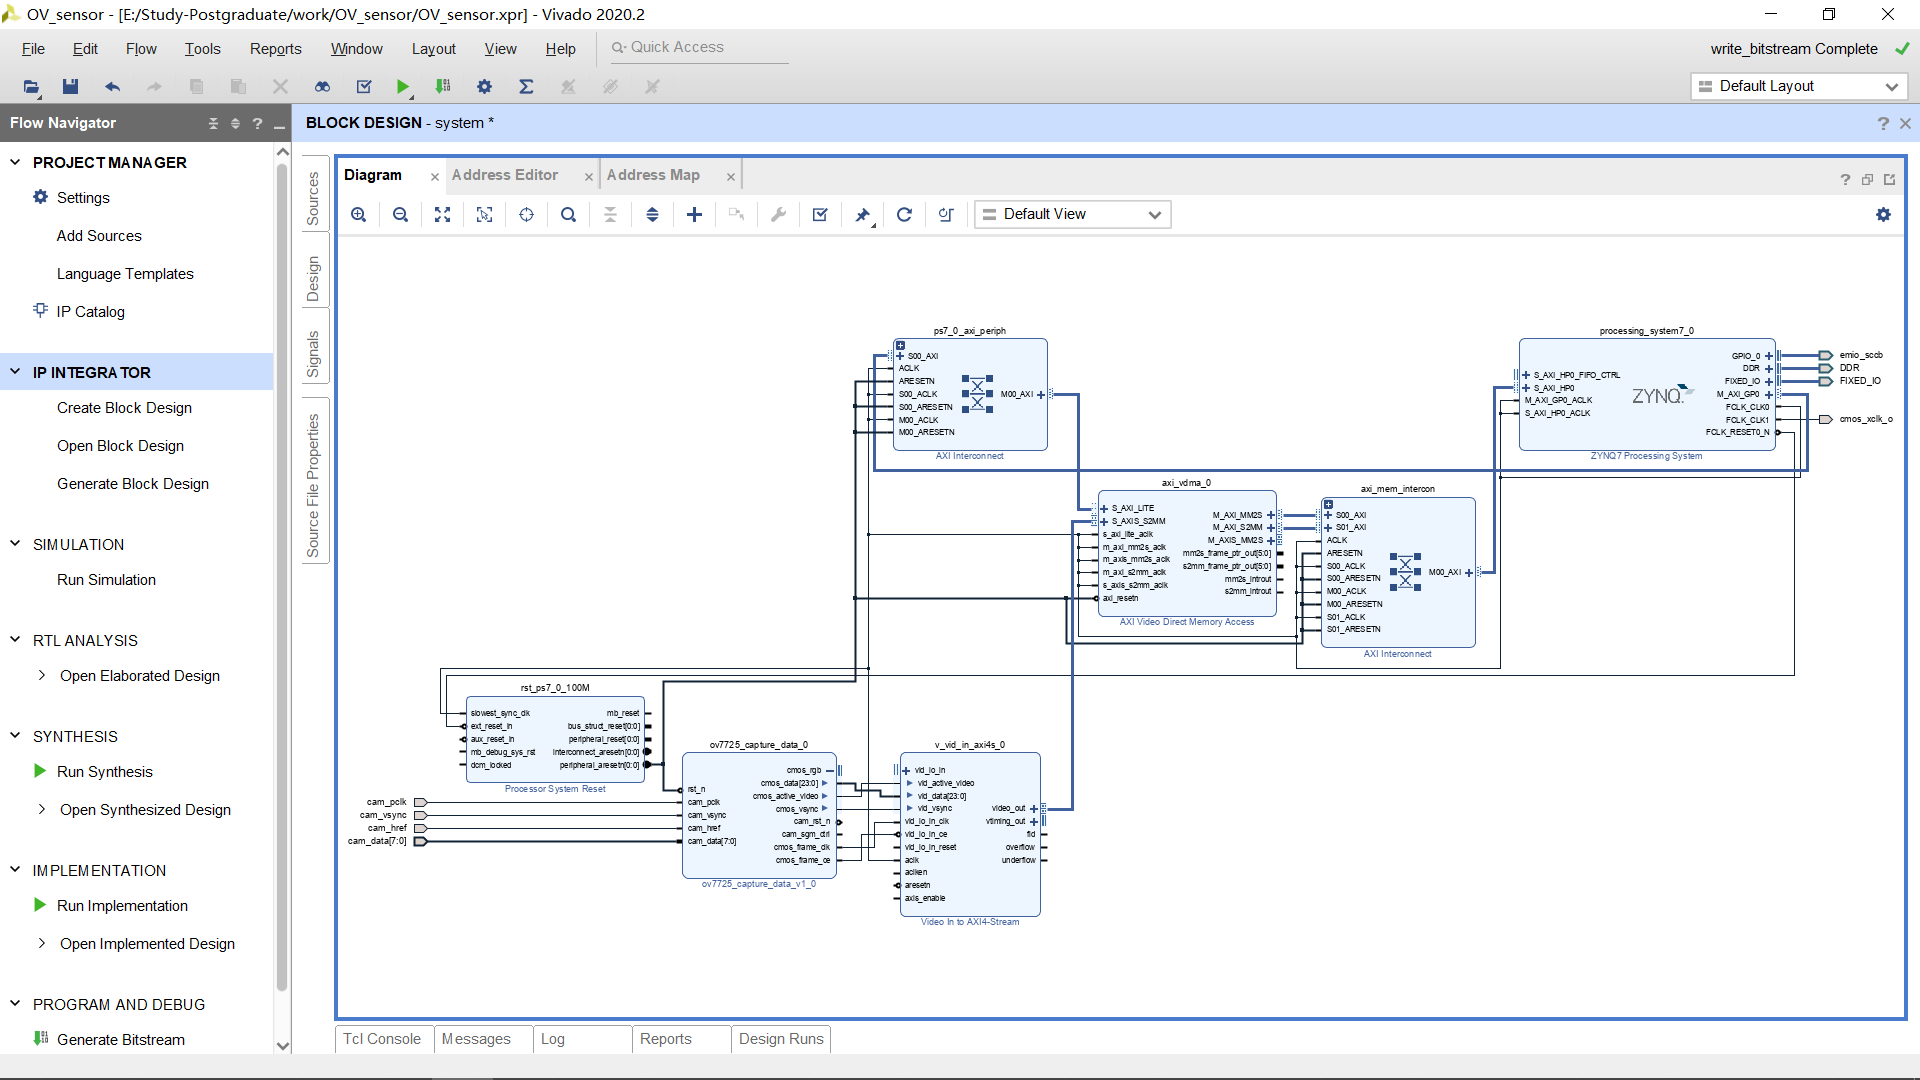 OV_sensor - [E:/Study-Postgraduate/work/OV_sensor/OV_sensor.xpr] - Vivado 2020.2
File Edit Flow Tools Reports Window Layout View Help Quick Access
write_bitstream Complete
Default Layout
Flow Navigator
PROJECT MANAGER
Settings
Add Sources
Language Templates
IP Catalog
IP INTEGRATOR
Create Block Design
Open Block Design
Generate Block Design
SIMULATION
Run Simulation
RTL ANALYSIS
Open Elaborated Design
SYNTHESIS
Run Synthesis
Open Synthesized Design
IMPLEMENTATION
Run Implementation
Open Implemented Design
PROGRAM AND DEBUG
Generate Bitstream
BLOCK DESIGN - system *
Sources
Design
Signals
Source File Properties
Diagram
Address Editor
Address Map
Default View
ps7_0_axi_periph
S00_AXI
ACLK
ARESETN
S00_ACLK
S00_ARESETN
M00_ACLK
M00_ARESETN
M00_AXI
AXI Interconnect
processing_system7_0
S_AXI_HP0_FIFO_CTRL
S_AXI_HP0
M_AXI_GP0_ACLK
S_AXI_HP0_ACLK
ZYNQ
GPIO_0
DDR
FIXED_IO
M_AXI_GP0
FCLK_CLK0
FCLK_CLK1
FCLK_RESET0_N
ZYNQ7 Processing System
emio_sccb
DDR
FIXED_IO
cmos_xclk_o
axi_vdma_0
S_AXI_LITE
S_AXIS_S2MM
s_axi_lite_aclk
m_axi_mm2s_aclk
m_axis_mm2s_aclk
m_axi_s2mm_aclk
s_axis_s2mm_aclk
axi_resetn
M_AXI_MM2S
M_AXI_S2MM
M_AXIS_MM2S
mm2s_frame_ptr_out[5:0]
s2mm_frame_ptr_out[5:0]
mm2s_introut
s2mm_introut
AXI Video Direct Memory Access
axi_mem_intercon
S00_AXI
S01_AXI
ACLK
ARESETN
S00_ACLK
S00_ARESETN
M00_ACLK
M00_ARESETN
S01_ACLK
S01_ARESETN
M00_AXI
AXI Interconnect
rst_ps7_0_100M
slowest_sync_clk
ext_reset_in
aux_reset_in
mb_debug_sys_rst
dcm_locked
mb_reset
bus_struct_reset[0:0]
peripheral_reset[0:0]
interconnect_aresetn[0:0]
peripheral_aresetn[0:0]
Processor System Reset
cam_pclk
cam_vsync
cam_href
cam_data[7:0]
ov7725_capture_data_0
rst_n
cam_pclk
cam_vsync
cam_href
cam_data[7:0]
cmos_rgb
cmos_data[23:0]
cmos_active_video
cmos_vsync
cam_rst_n
cam_sgm_ctrl
cmos_frame_clk
cmos_frame_ce
ov7725_capture_data_v1_0
v_vid_in_axi4s_0
vid_io_in
vid_active_video
vid_data[23:0]
vid_vsync
vid_io_in_clk
vid_io_in_ce
vid_io_in_reset
aclk
aclken
aresetn
axis_enable
video_out
vtiming_out
fid
overflow
underflow
Video In to AXI4-Stream
Tcl Console
Messages
Log
Reports
Design Runs